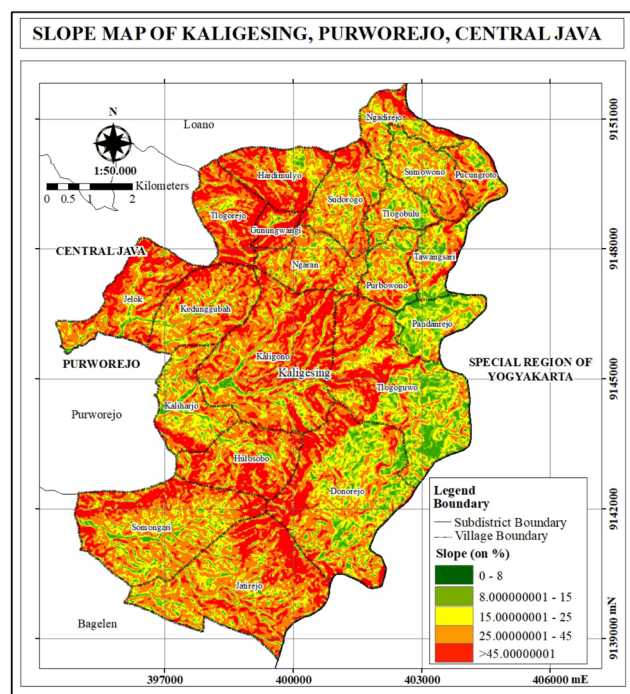 SLOPE MAP OF KALIGESING, PURWOREJO, CENTRAL JAVA
N
1:50.000
Kilometers
0 0.5 1 2
Loano
Ngadirejo
Hardimulyo
Sumowono
Pucungroto
Sudorogo
Tlogorejo
Tlogobulu
Gunungwangi
CENTRAL JAVA
Ngaran
Tawangsari
Jelok
Purbowono
Kedunggubah
Pandanrejo
Kaligono
PURWOREJO
Kaligesing
SPECIAL REGION OF
YOGYAKARTA
Tlogoguwo
Purworejo
Kaliharjo
Hulosobo
Donorejo
Somongari
Jatirejo
Bagelen
Legend
Boundary
Subdistrict Boundary
Village Boundary
Slope (on %)
0 - 8
8.000000001 - 15
15.00000001 - 25
25.00000001 - 45
>45.00000001
9151000
9148000
9145000
9142000
9139000 mN
397000 400000 403000 406000 mE